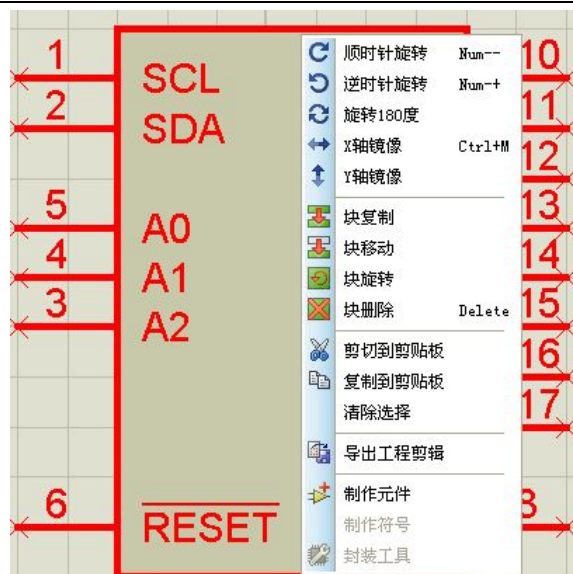 1
SCL
2
SDA
5
A0
4
A1
3
A2
6
RESET
顺时针旋转 Num--
逆时针旋转 Num-+
旋转180度
X轴镜像 Ctrl+M
Y轴镜像
块复制
块移动
块旋转
块删除 Delete
剪切到剪贴板
复制到剪贴板
清除选择
导出工程剪辑
制作元件
制作符号
封装工具
10
11
12
13
14
15
16
17